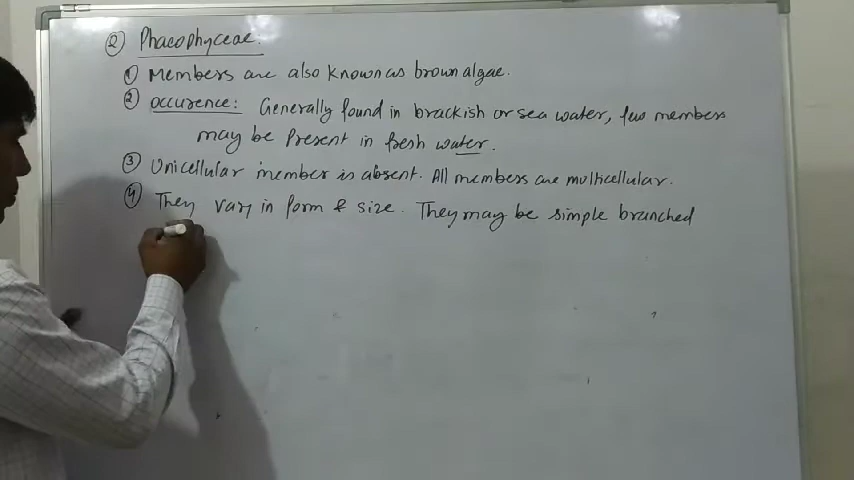 ② Phaeophyceae.
① Members are also known as brown algae.
② occurence: Generally found in brackish or sea water, few members
may be Present in fresh water.
③ Unicellular member is absent. All members are multicellular.
④ They vary in form & size. They may be simple branched